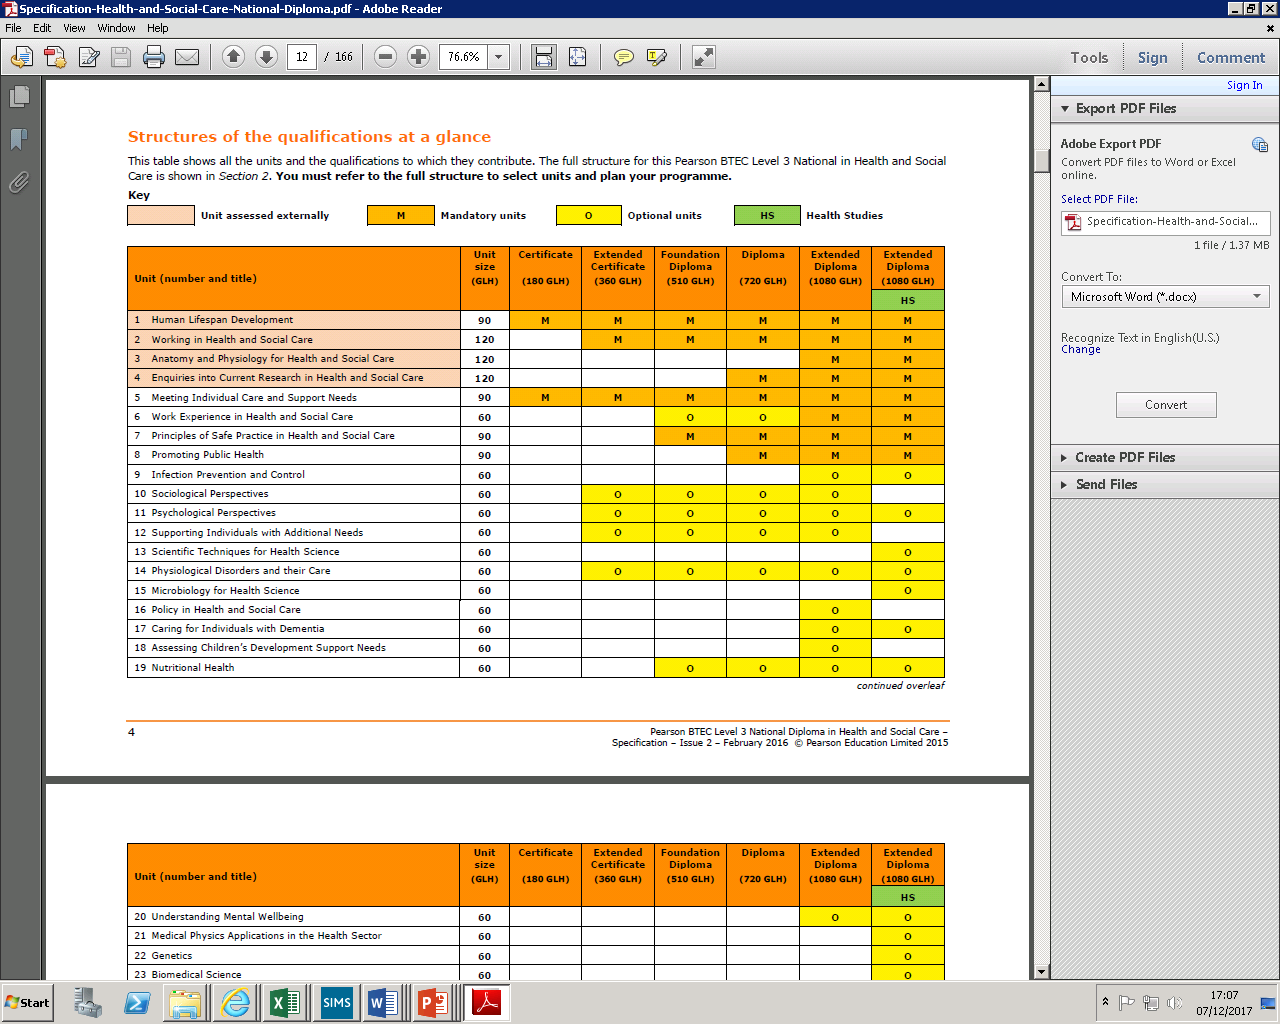 Specification-Health-and-Social-Care-National-Diploma.pdf - Adobe Reader
File Edit View Window Help
12 / 166 76.6% Tools Sign Comment
Sign In
Export PDF Files
Adobe Export PDF
Convert PDF files to Word or Excel
online.
Select PDF File:
Specification-Health-and-Social...
1 file / 1.37 MB
Convert To:
Microsoft Word (*.docx)
Recognize Text in English(U.S.)
Change
Convert
Create PDF Files
Send Files
Structures of the qualifications at a glance
This table shows all the units and the qualifications to which they contribute. The full structure for this Pearson BTEC Level 3 National in Health and Social
Care is shown in Section 2. You must refer to the full structure to select units and plan your programme.
Key
Unit assessed externally M Mandatory units O Optional units HS Health Studies
Unit (number and title) Unit size (GLH) Certificate (180 GLH) Extended Certificate (360 GLH) Foundation Diploma (510 GLH) Diploma (720 GLH) Extended Diploma (1080 GLH) Extended Diploma (1080 GLH) HS
1 Human Lifespan Development 90 M M M M M M
2 Working in Health and Social Care 120 M M M M M
3 Anatomy and Physiology for Health and Social Care 120 M M
4 Enquiries into Current Research in Health and Social Care 120 M M M
5 Meeting Individual Care and Support Needs 90 M M M M M M
6 Work Experience in Health and Social Care 60 O O M M
7 Principles of Safe Practice in Health and Social Care 90 M M M M
8 Promoting Public Health 90 M M M
9 Infection Prevention and Control 60 O O
10 Sociological Perspectives 60 O O O O
11 Psychological Perspectives 60 O O O O O
12 Supporting Individuals with Additional Needs 60 O O O O
13 Scientific Techniques for Health Science 60 O
14 Physiological Disorders and their Care 60 O O O O O
15 Microbiology for Health Science 60 O
16 Policy in Health and Social Care 60 O
17 Caring for Individuals with Dementia 60 O O
18 Assessing Children's Development Support Needs 60 O
19 Nutritional Health 60 O O O O
continued overleaf
4 Pearson BTEC Level 3 National Diploma in Health and Social Care –
Specification – Issue 2 – February 2016 © Pearson Education Limited 2015
Unit (number and title) Unit size (GLH) Certificate (180 GLH) Extended Certificate (360 GLH) Foundation Diploma (510 GLH) Diploma (720 GLH) Extended Diploma (1080 GLH) Extended Diploma (1080 GLH) HS
20 Understanding Mental Wellbeing 60 O O
21 Medical Physics Applications in the Health Sector 60 O
22 Genetics 60 O
23 Biomedical Science 60 O
Start SIMS 17:07
07/12/2017